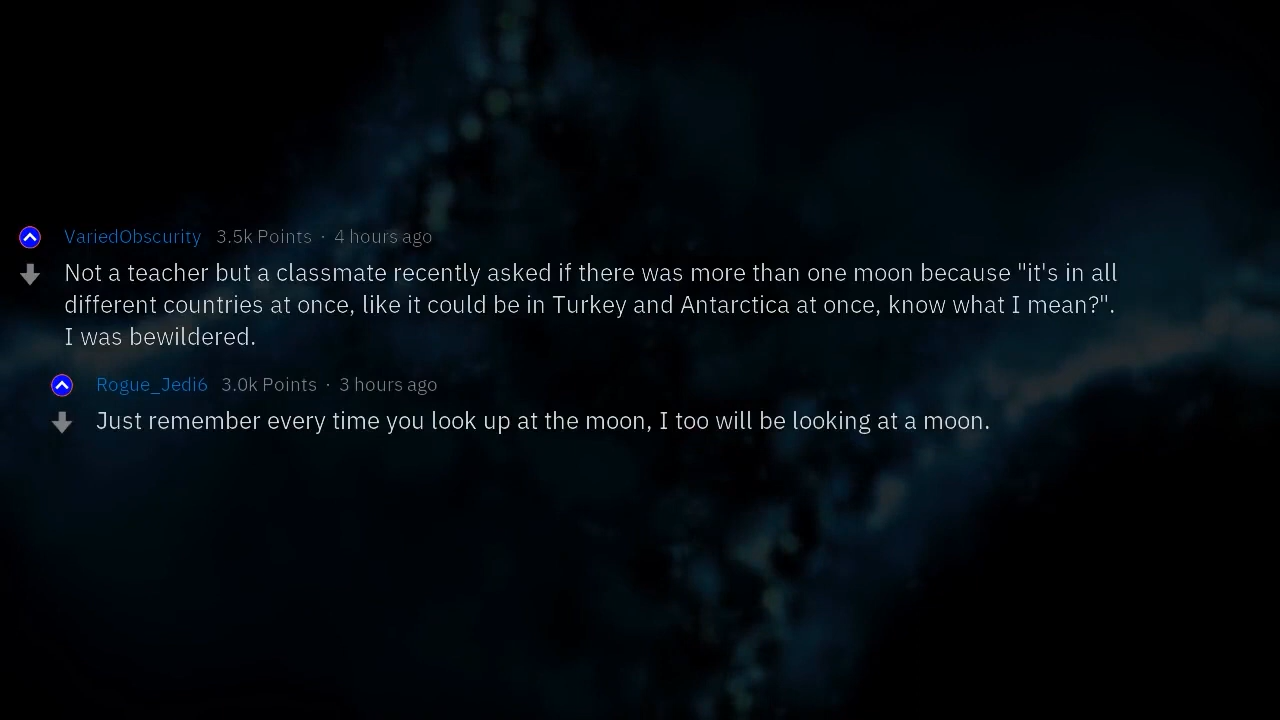 VariedObscurity 3.5k Points · 4 hours ago
Not a teacher but a classmate recently asked if there was more than one moon because "it's in all
different countries at once, like it could be in Turkey and Antarctica at once, know what I mean?".
I was bewildered.
Rogue_Jedi6 3.0k Points · 3 hours ago
Just remember every time you look up at the moon, I too will be looking at a moon.